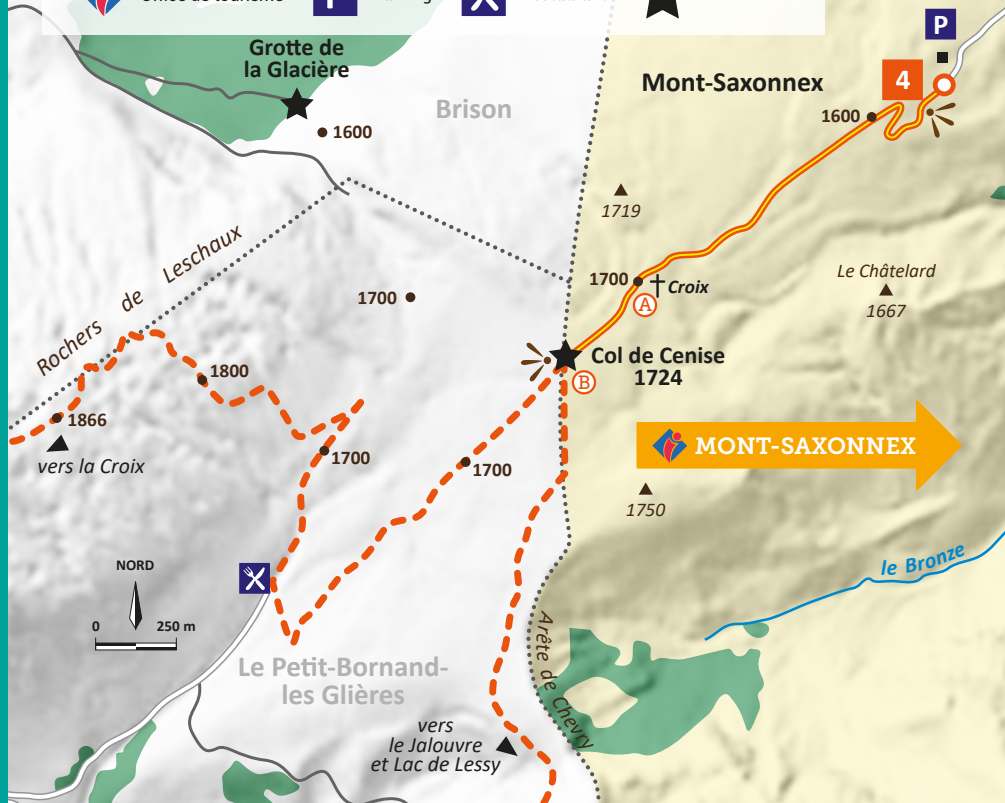 P
Grotte de
la Glacière
Mont-Saxonnex
4
Brison
1600
1600
1719
Rochers de Leschaux
Le Châtelard
1667
1700
Croix
A
1700
Col de Cenise
1724
B
1800
1866
vers la Croix
1700
1700
MONT-SAXONNEX
1750
le Bronze
NORD
0 250 m
Arête de Chevry
Le Petit-Bornand-
les Glières
vers
le Jalouvre
et Lac de Lessy